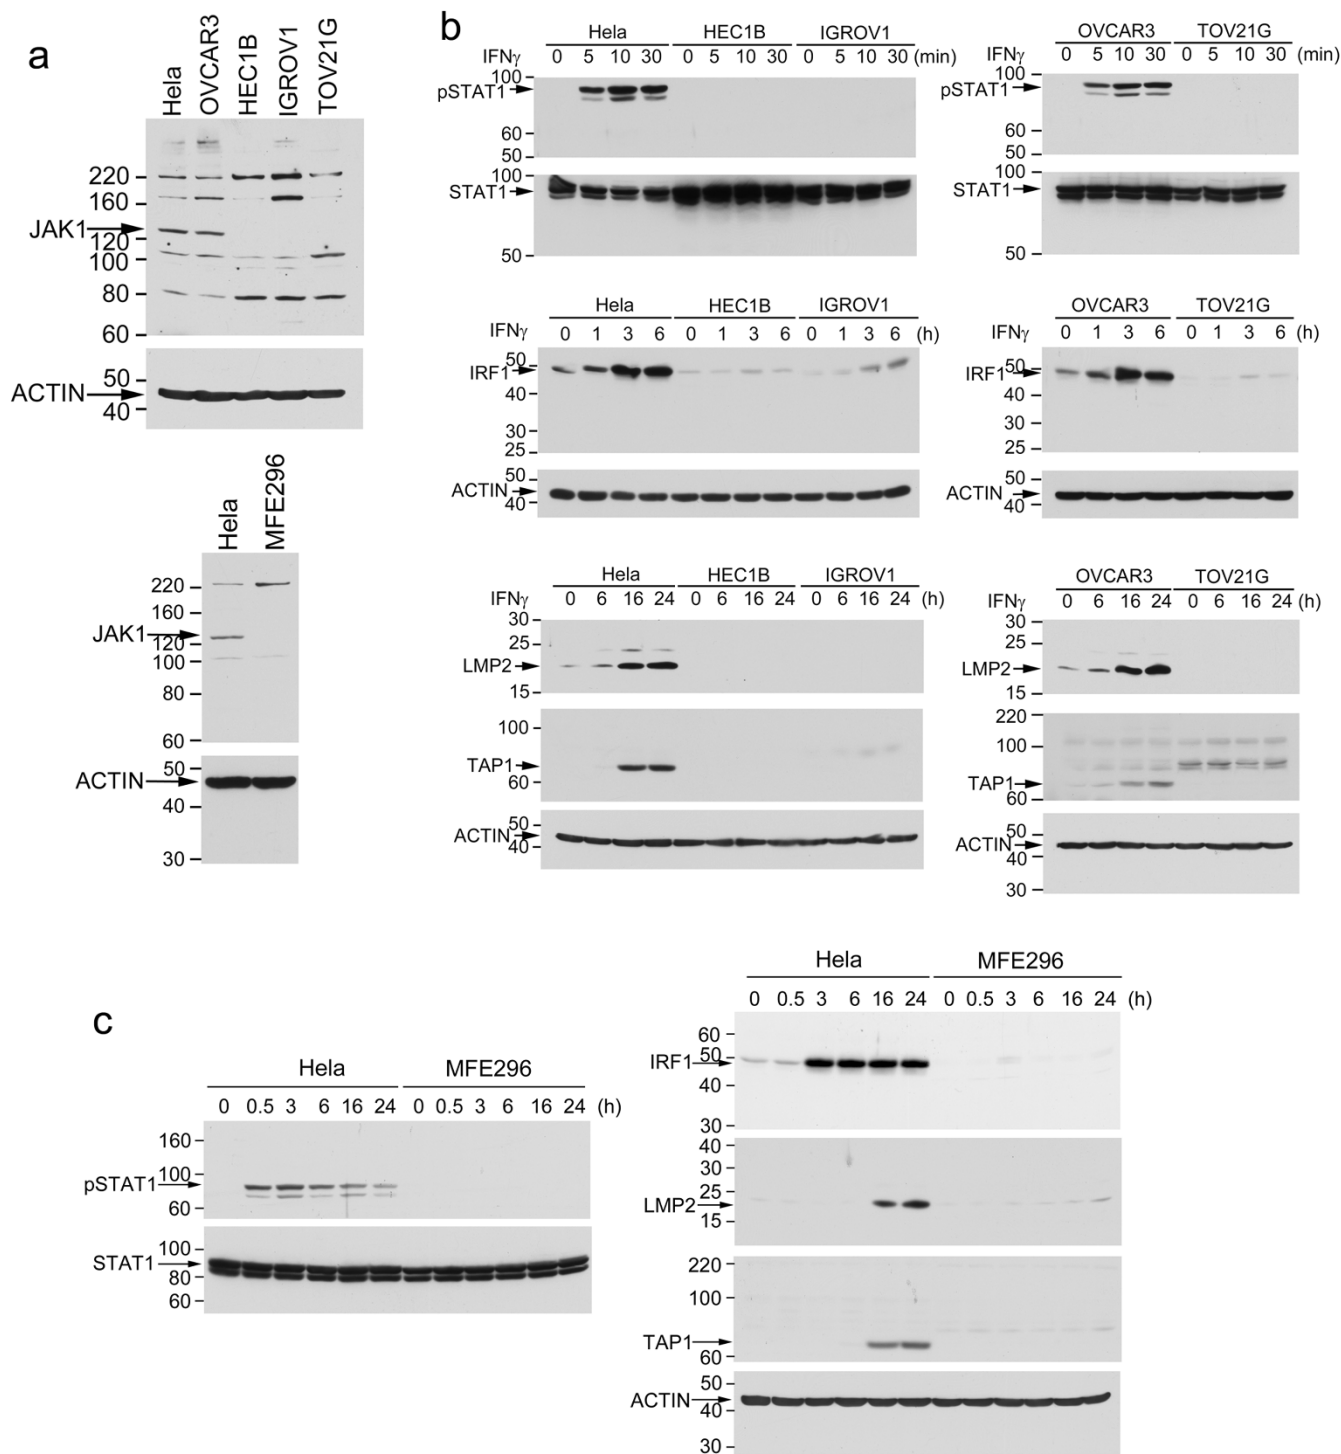 a
Hela
OVCAR3
HEC1B
IGROV1
TOV21G
220
160
JAK1
120
100
80
60
50
ACTIN
40
Hela
MFE296
220
160
JAK1
120
100
80
60
50
ACTIN
40
30
b
Hela HEC1B IGROV1
IFNγ 0 5 10 30 0 5 10 30 0 5 10 30 (min)
100
pSTAT1
60
50
100
STAT1
50
OVCAR3 TOV21G
IFNγ 0 5 10 30 0 5 10 30 (min)
100
pSTAT1
60
50
100
STAT1
50
Hela HEC1B IGROV1
IFNγ 0 1 3 6 0 1 3 6 0 1 3 6 (h)
50
IRF1
40
30
25
50
ACTIN
40
OVCAR3 TOV21G
IFNγ 0 1 3 6 0 1 3 6 (h)
50
IRF1
40
30
25
50
ACTIN
40
Hela HEC1B IGROV1
IFNγ 0 6 16 24 0 6 16 24 0 6 16 24 (h)
30
25
LMP2
15
100
TAP1
60
50
ACTIN
40
OVCAR3 TOV21G
IFNγ 0 6 16 24 0 6 16 24 (h)
30
25
LMP2
15
220
100
TAP1
60
50
ACTIN
40
30
c
Hela MFE296
0 0.5 3 6 16 24 0 0.5 3 6 16 24 (h)
160
100
pSTAT1
60
100
STAT1
80
60
Hela MFE296
0 0.5 3 6 16 24 0 0.5 3 6 16 24 (h)
60
50
IRF1
40
30
40
30
25
LMP2
15
220
100
TAP1
60
50
ACTIN
40
30